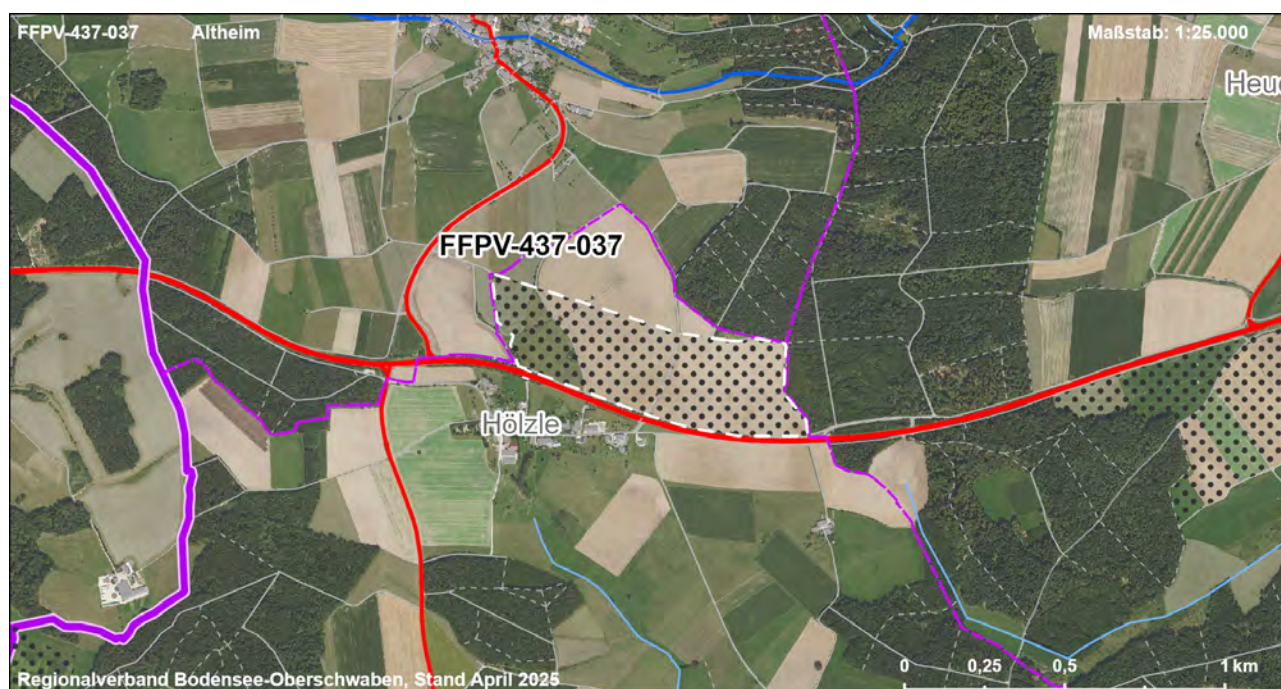 FFPV-437-037 Altheim Maßstab: 1:25.000
FFPV-437-037
Hölzle
0 0,25 0,5 1 km
Regionalverband Bodensee-Oberschwaben, Stand April 2025